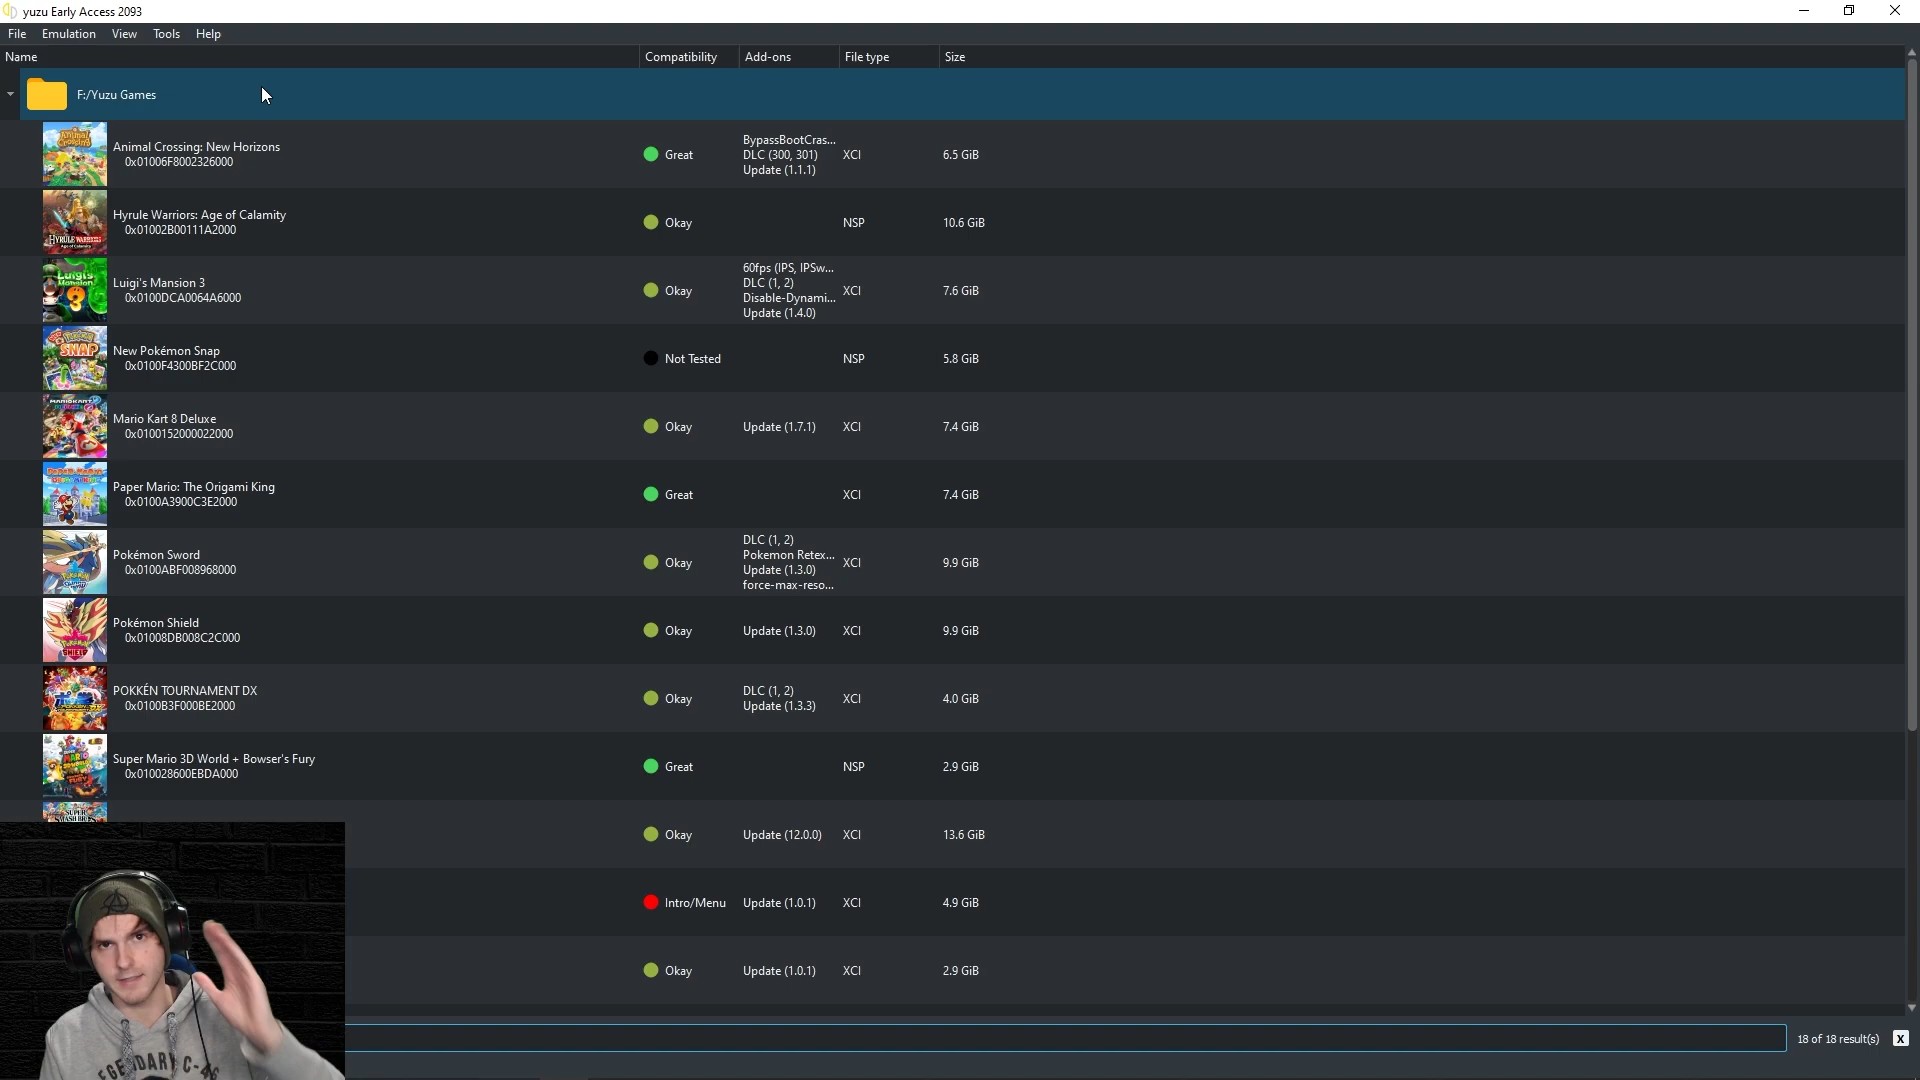 yuzu Early Access 2093
File Emulation View Tools Help
Name Compatibility Add-ons File type Size
F:/Yuzu Games
Animal Crossing: New Horizons
0x01006F8002326000
Great
BypassBootCras...
DLC (300, 301)
Update (1.1.1)
XCI
6.5 GiB
Hyrule Warriors: Age of Calamity
0x01002B00111A2000
Okay
NSP
10.6 GiB
Luigi's Mansion 3
0x0100DCA0064A6000
Okay
60fps (IPS, IPSw...
DLC (1, 2)
Disable-Dynami...
Update (1.4.0)
XCI
7.6 GiB
New Pokémon Snap
0x0100F4300BF2C000
Not Tested
NSP
5.8 GiB
Mario Kart 8 Deluxe
0x0100152000022000
Okay
Update (1.7.1)
XCI
7.4 GiB
Paper Mario: The Origami King
0x0100A3900C3E2000
Great
XCI
7.4 GiB
Pokémon Sword
0x0100ABF008968000
Okay
DLC (1, 2)
Pokemon Retex...
Update (1.3.0)
force-max-reso...
XCI
9.9 GiB
Pokémon Shield
0x01008DB008C2C000
Okay
Update (1.3.0)
XCI
9.9 GiB
POKKÉN TOURNAMENT DX
0x0100B3F000BE2000
Okay
DLC (1, 2)
Update (1.3.3)
XCI
4.0 GiB
Super Mario 3D World + Bowser's Fury
0x010028600EBDA000
Great
NSP
2.9 GiB
Okay
Update (12.0.0)
XCI
13.6 GiB
Intro/Menu
Update (1.0.1)
XCI
4.9 GiB
Okay
Update (1.0.1)
XCI
2.9 GiB
18 of 18 result(s) X